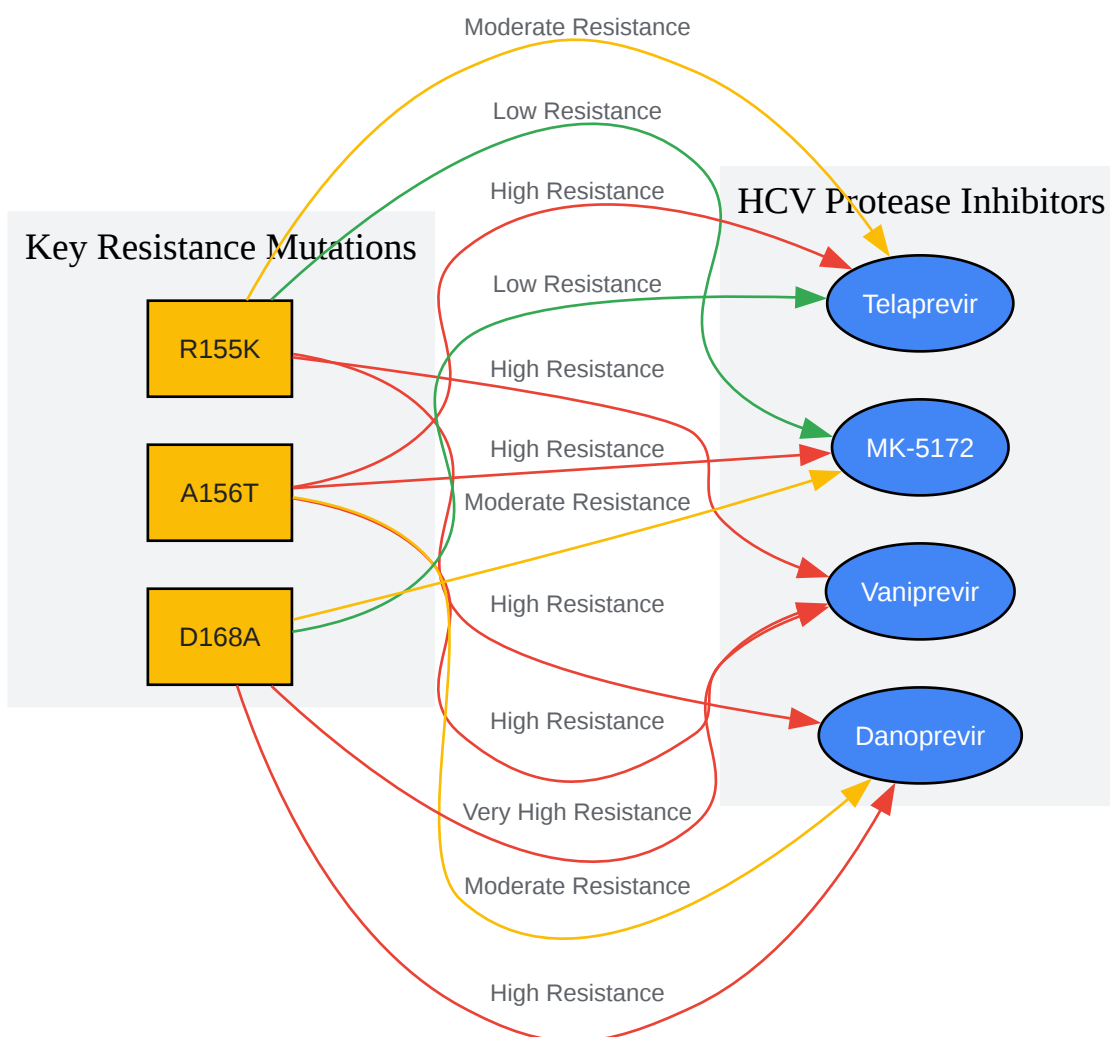 Moderate Resistance
Low Resistance
High Resistance
HCV Protease Inhibitors
Key Resistance Mutations
Low Resistance
Telaprevir
R155K
High Resistance
High Resistance
MK-5172
A156T
Moderate Resistance
Vaniprevir
High Resistance
D168A
High Resistance
Danoprevir
Very High Resistance
Moderate Resistance
High Resistance